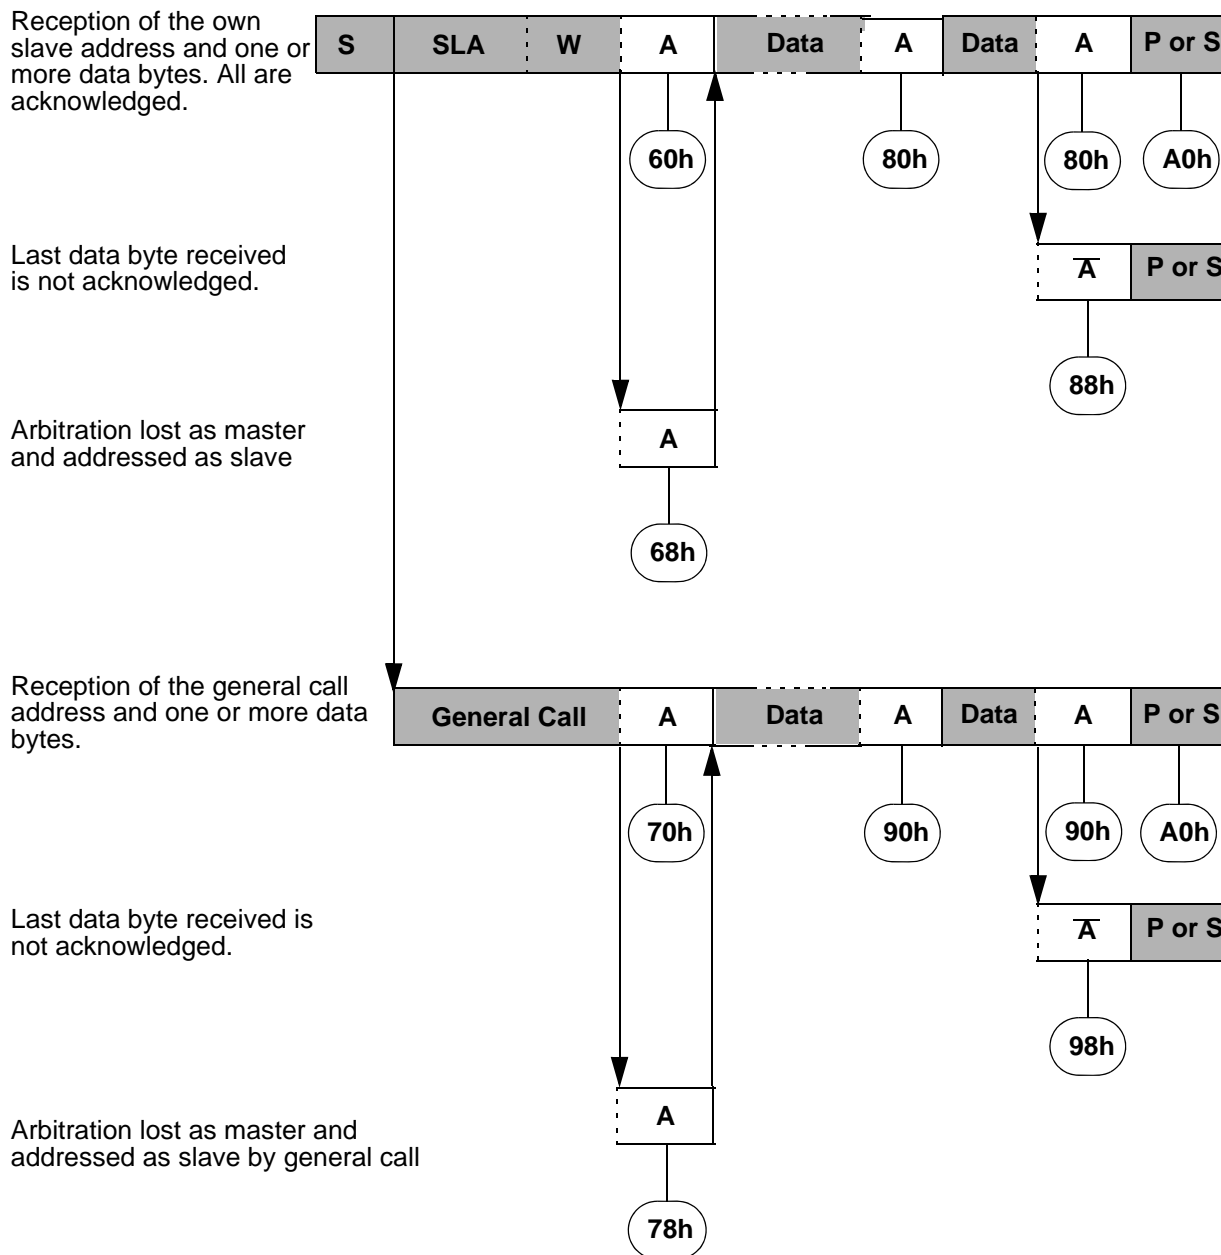 Reception of the own
slave address and one or
more data bytes. All are
acknowledged.
S SLA W A Data A Data A P or S
60h 80h 80h A0h
Last data byte received
is not acknowledged.
A̅ P or S
88h
Arbitration lost as master
and addressed as slave
A
68h
Reception of the general call
address and one or more data
bytes.
General Call A Data A Data A P or S
70h 90h 90h A0h
Last data byte received is
not acknowledged.
A̅ P or S
98h
Arbitration lost as master and
addressed as slave by general call
A
78h